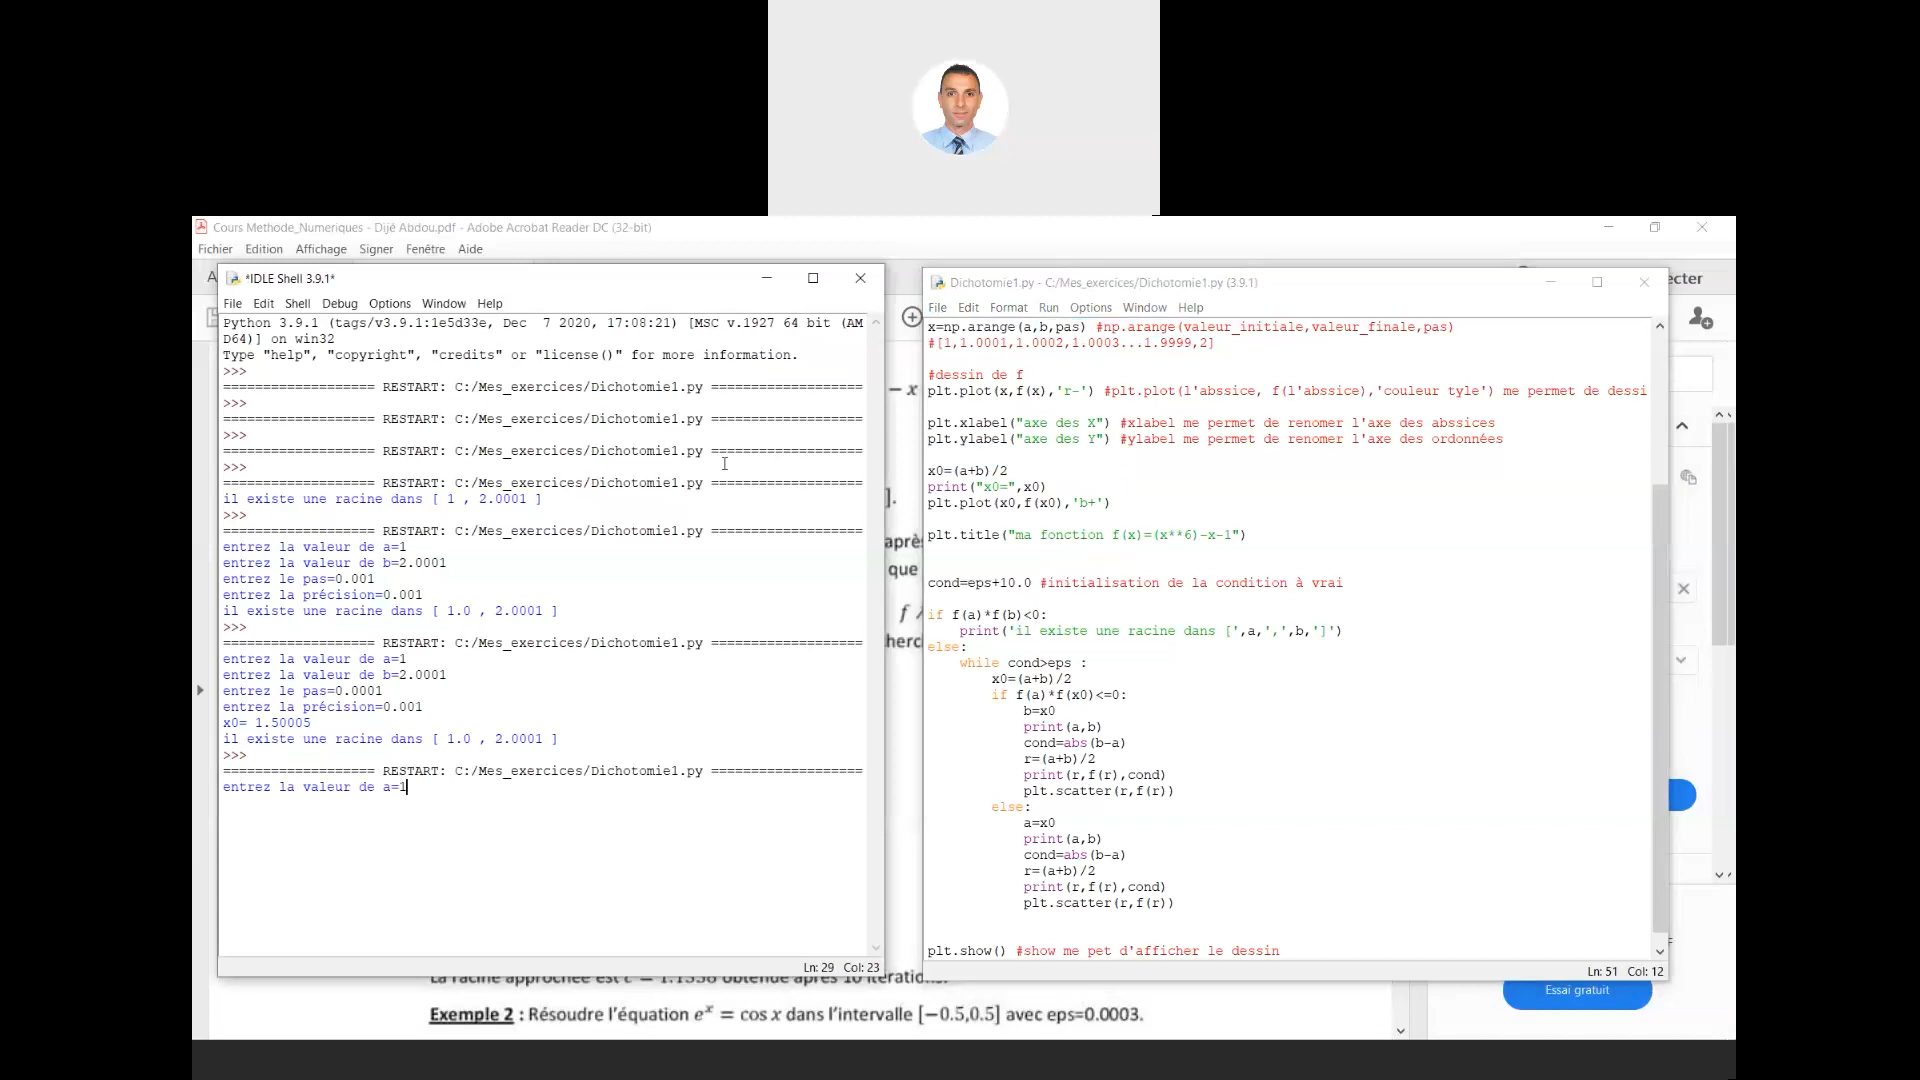 Cours Methode_Numeriques - Dijé Abdou.pdf - Adobe Acrobat Reader DC (32-bit)
Fichier Edition Affichage Signer Fenêtre Aide
*IDLE Shell 3.9.1*
File Edit Shell Debug Options Window Help
Python 3.9.1 (tags/v3.9.1:1e5d33e, Dec  7 2020, 17:08:21) [MSC v.1927 64 bit (AM
D64)] on win32
Type "help", "copyright", "credits" or "license()" for more information.
>>>
=================== RESTART: C:/Mes_exercices/Dichotomie1.py ===================
>>>
=================== RESTART: C:/Mes_exercices/Dichotomie1.py ===================
>>>
=================== RESTART: C:/Mes_exercices/Dichotomie1.py ===================
>>>
=================== RESTART: C:/Mes_exercices/Dichotomie1.py ===================
il existe une racine dans [ 1 , 2.0001 ]
>>>
=================== RESTART: C:/Mes_exercices/Dichotomie1.py ===================
entrez la valeur de a=1
entrez la valeur de b=2.0001
entrez le pas=0.001
entrez la précision=0.001
il existe une racine dans [ 1.0 , 2.0001 ]
>>>
=================== RESTART: C:/Mes_exercices/Dichotomie1.py ===================
entrez la valeur de a=1
entrez la valeur de b=2.0001
entrez le pas=0.0001
entrez la précision=0.001
x0= 1.50005
il existe une racine dans [ 1.0 , 2.0001 ]
>>>
=================== RESTART: C:/Mes_exercices/Dichotomie1.py ===================
entrez la valeur de a=1
Ln: 29 Col: 23
Dichotomie1.py - C:/Mes_exercices/Dichotomie1.py (3.9.1)
File Edit Format Run Options Window Help
x=np.arange(a,b,pas) #np.arange(valeur_initiale,valeur_finale,pas)
#[1,1.0001,1.0002,1.0003...1.9999,2]
#dessin de f
plt.plot(x,f(x),'r-') #plt.plot(l'abssice, f(l'abssice),'couleur tyle') me permet de dessi
plt.xlabel("axe des X") #xlabel me permet de renomer l'axe des abssices
plt.ylabel("axe des Y") #ylabel me permet de renomer l'axe des ordonnées
x0=(a+b)/2
print("x0=",x0)
plt.plot(x0,f(x0),'b+')
plt.title("ma fonction f(x)=(x**6)-x-1")
cond=eps+10.0 #initialisation de la condition à vrai
if f(a)*f(b)<0:
    print('il existe une racine dans [',a,',',b,']')
else:
    while cond>eps :
        x0=(a+b)/2
        if f(a)*f(x0)<=0:
            b=x0
            print(a,b)
            cond=abs(b-a)
            r=(a+b)/2
            print(r,f(r),cond)
            plt.scatter(r,f(r))
        else:
            a=x0
            print(a,b)
            cond=abs(b-a)
            r=(a+b)/2
            print(r,f(r),cond)
            plt.scatter(r,f(r))
plt.show() #show me pet d'afficher le dessin
Ln: 51 Col: 12
A
cter
− x
].
après
que
f
herc
Essai gratuit
La racine approchée est c = 1.1336 obtenue après 10 itérations.
Exemple 2 : Résoudre l'équation eˣ = cos x dans l'intervalle [−0.5,0.5] avec eps=0.0003.